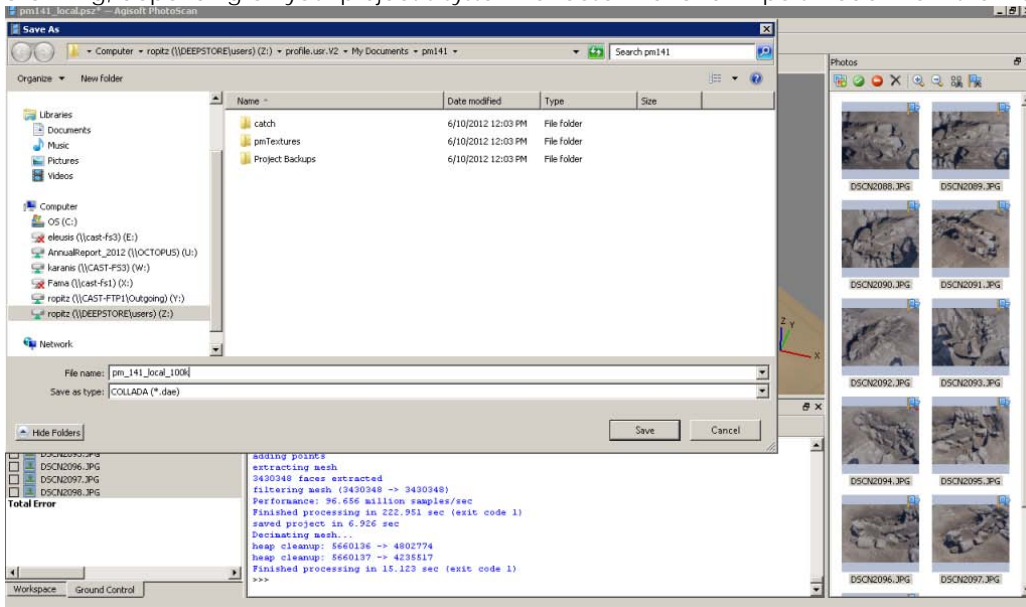 pm141_local.psz* — Agisoft PhotoScan
Save As
Computer ropitz (\\DEEPSTORE\users) (Z:) profile.usr.V2 My Documents pm141
Search pm141
Organize New folder
Libraries
Documents
Music
Pictures
Videos
Computer
OS (C:)
eleusis (\\cast-fs3) (E:)
AnnualReport_2012 (\\OCTOPUS) (U:)
karanis (\\CAST-FS3) (W:)
Fama (\\cast-fs1) (X:)
ropitz (\\CAST-FTP1\Outgoing) (Y:)
ropitz (\\DEEPSTORE\users) (Z:)
Network
Name Date modified Type Size
catch 6/10/2012 12:03 PM File folder
pmTextures 6/10/2012 12:03 PM File folder
Project Backups 6/10/2012 12:03 PM File folder
File name: pm_141_local_100k
Save as type: COLLADA (*.dae)
Hide Folders
Save Cancel
Photos
DSCN2088.JPG DSCN2089.JPG
DSCN2090.JPG DSCN2091.JPG
DSCN2092.JPG DSCN2093.JPG
DSCN2094.JPG DSCN2095.JPG
DSCN2096.JPG DSCN2097.JPG
Z Y
X
DSCN2095.JPG
DSCN2096.JPG
DSCN2097.JPG
DSCN2098.JPG
Total Error
Workspace Ground Control
adding points
extracting mesh
3430348 faces extracted
filtering mesh (3430348 -> 3430348)
Performance: 96.656 million samples/sec
Finished processing in 222.951 sec (exit code 1)
saved project in 6.926 sec
Decimating mesh...
heap cleanup: 5660136 -> 4802774
heap cleanup: 5660137 -> 4235517
Finished processing in 15.123 sec (exit code 1)
>>>